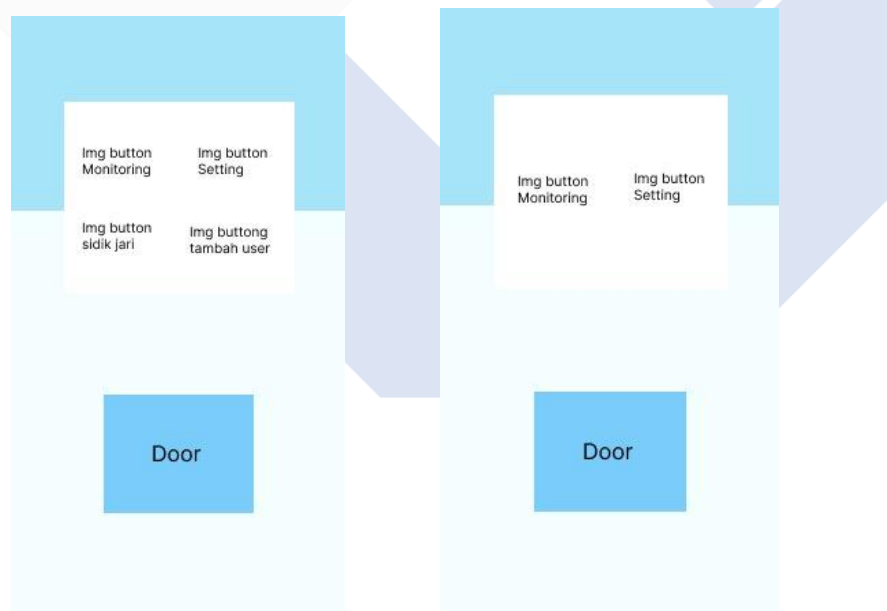 Img button
Monitoring
Img button
Setting
Img button
sidik jari
Img buttong
tambah user
Door
Img button
Monitoring
Img button
Setting
Door